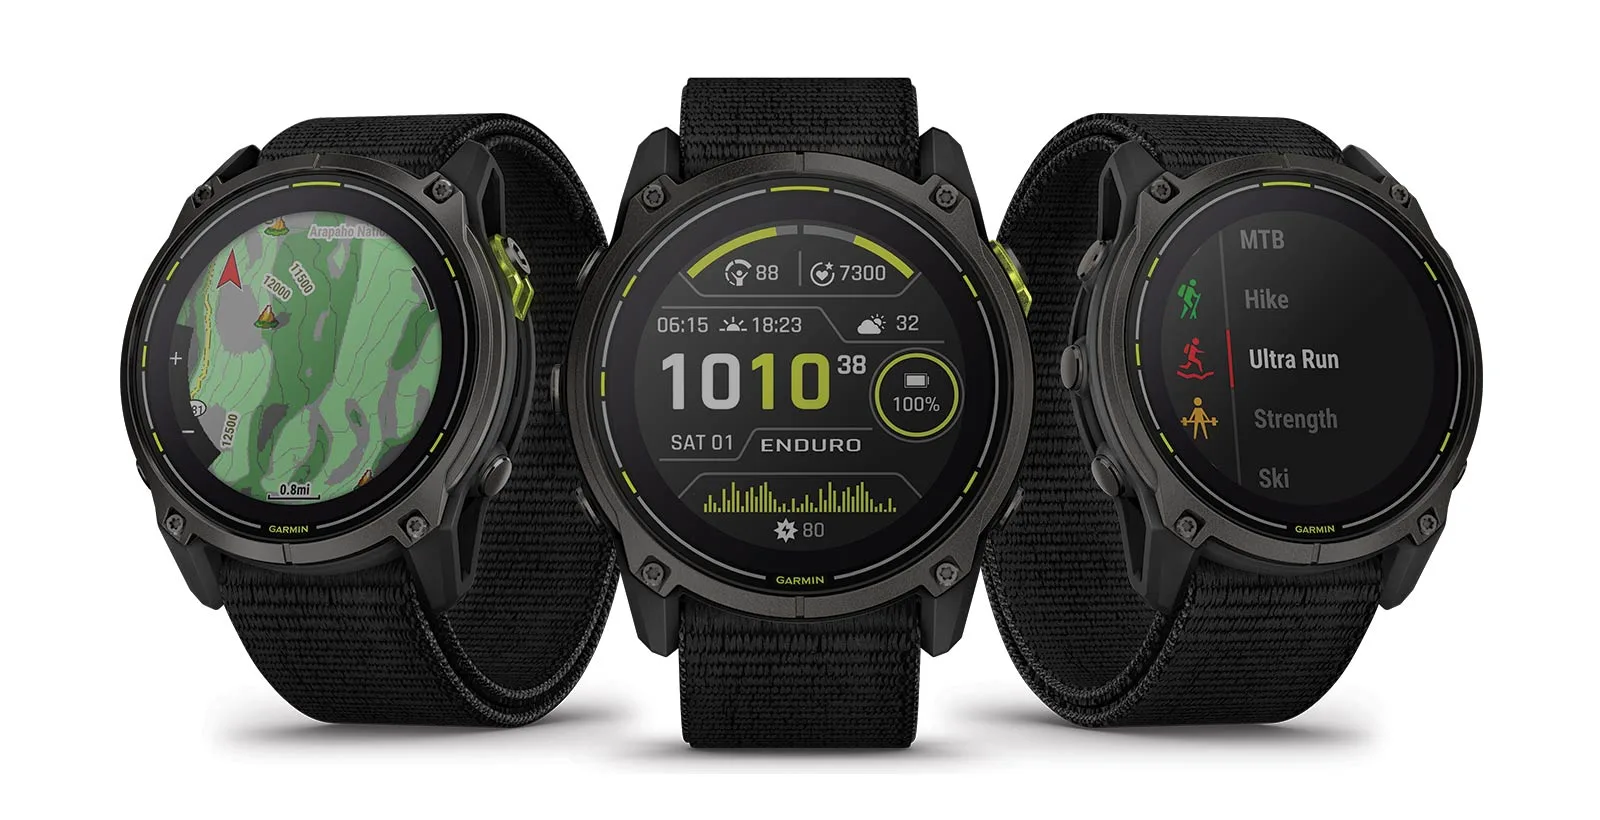 Arapaho Natio
11500
12000
+
31
−
12500
0.8mi
GARMIN
88 7300
06:15 18:23 32
1010 38
100%
SAT 01 ENDURO
80
GARMIN
MTB
Hike
Ultra Run
Strength
Ski
GARMIN